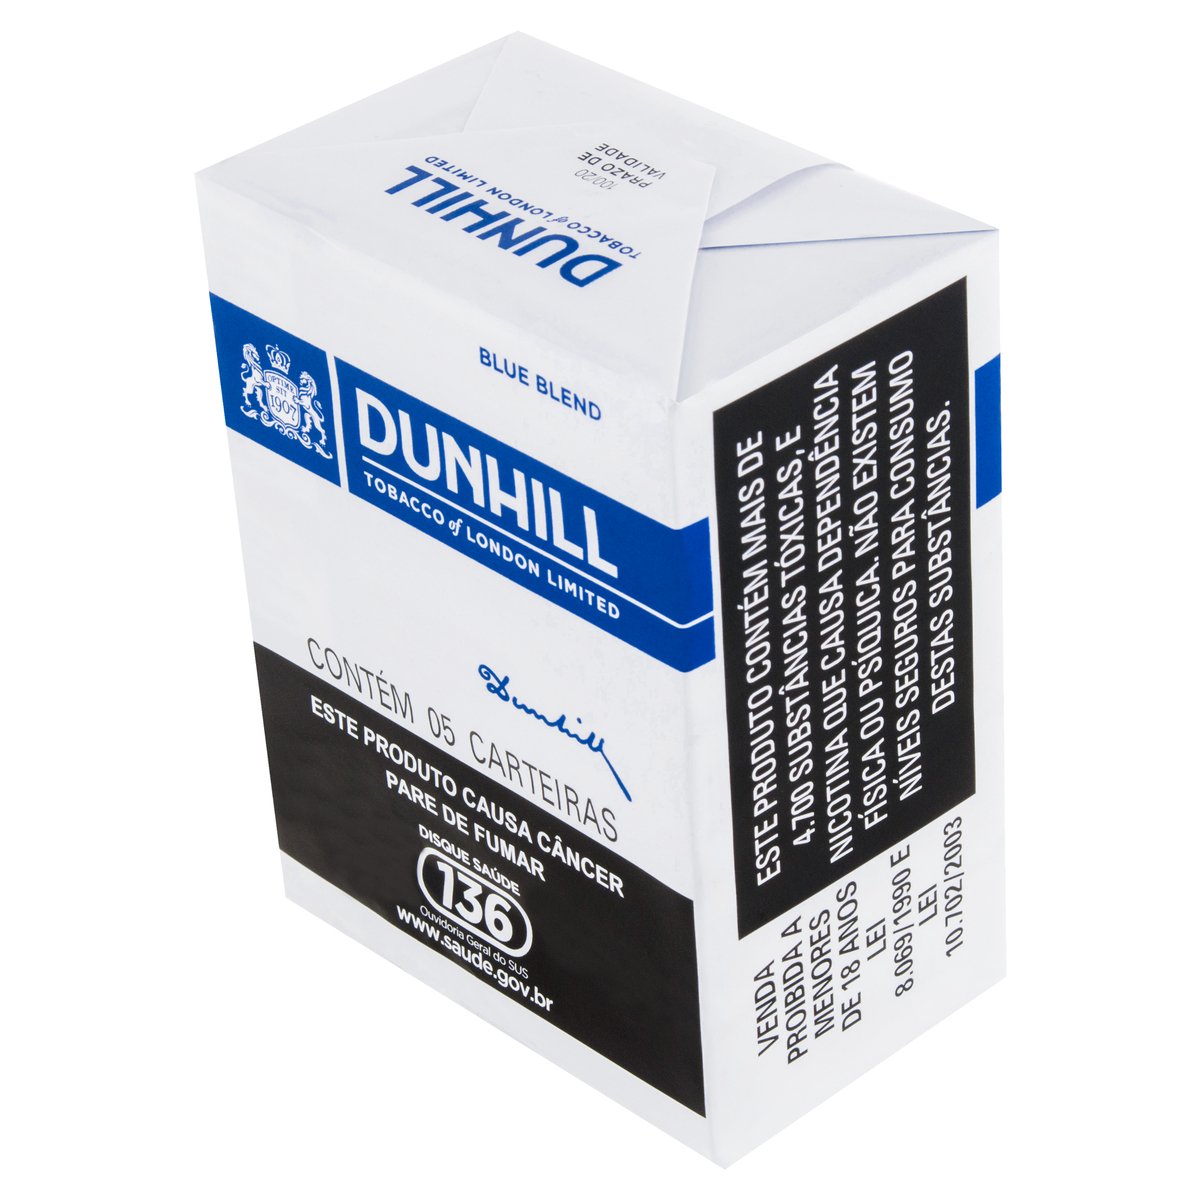 100/20
PRAZO DE
VALIDADE
DUNHILL
TOBACCO of LONDON LIMITED
BLUE BLEND
OPTIME
SIT
1907
DUNHILL
TOBACCO of LONDON LIMITED
Dunhill
CONTÉM 05 CARTEIRAS
ESTE PRODUTO CAUSA CÂNCER
PARE DE FUMAR
DISQUE SAÚDE
136
Ouvidoria Geral do SUS
www.saude.gov.br
ESTE PRODUTO CONTÉM MAIS DE
4.700 SUBSTÂNCIAS TÓXICAS, E
NICOTINA QUE CAUSA DEPENDÊNCIA
FÍSICA OU PSÍQUICA. NÃO EXISTEM
NÍVEIS SEGUROS PARA CONSUMO
DESTAS SUBSTÂNCIAS.
VENDA
PROIBIDA A
MENORES
DE 18 ANOS
LEI
8.069/1990 E
LEI
10.702/2003